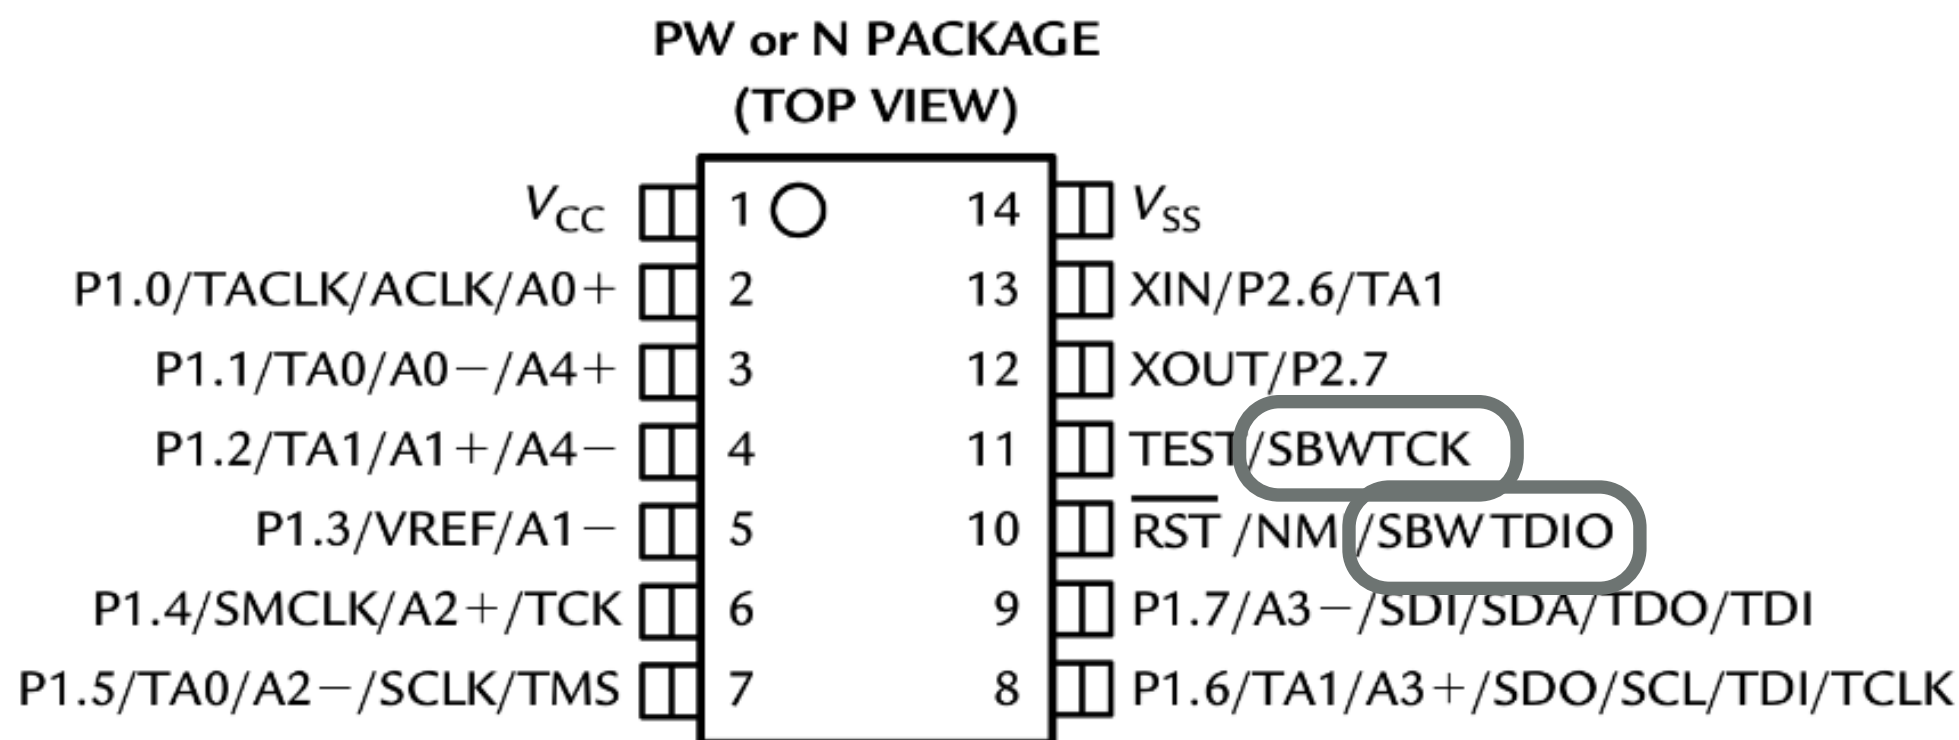 PW or N PACKAGE
(TOP VIEW)
VCC 1 14 VSS
P1.0/TACLK/ACLK/A0+ 2 13 XIN/P2.6/TA1
P1.1/TA0/A0−/A4+ 3 12 XOUT/P2.7
P1.2/TA1/A1+/A4− 4 11 TEST/SBWTCK
P1.3/VREF/A1− 5 10 RST /NM /SBWTDIO
P1.4/SMCLK/A2+/TCK 6 9 P1.7/A3−/SDI/SDA/TDO/TDI
P1.5/TA0/A2−/SCLK/TMS 7 8 P1.6/TA1/A3+/SDO/SCL/TDI/TCLK